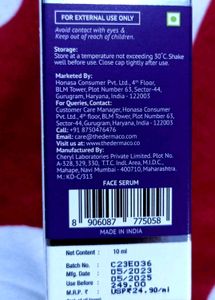 FOR EXTERNAL USE ONLY
Avoid contact with eyes &
Keep out of reach of children.
Storage:
Store at a temperature not exceeding 30°C. Shake
well before use. Close cap tightly after use.
Marketed By:
Honasa Consumer Pvt. Ltd., 4th Floor,
BLM Tower, Plot Number 63, Sector-44,
Gurugram, Haryana, India - 122003
For Queries, Contact:
Customer Care Manager, Honasa Consumer
Pvt. Ltd., 4th floor, BLM Tower, Plot Number 63,
Sector-44, Gurugram, Haryana, India - 122003
Call: +91 8750476476
Email: care@thedermaco.com
Visit us at: www.thedermaco.com
Manufactured By:
Cheryl Laboratories Private Limited. Plot No.
A-328, 329, 330, T.T.C. Indl. Area, M.I.D.C.,
Mahape, Navi Mumbai - 400710, Maharashtra.
M.: KD-C/313
FACE SERUM
8 906087 775058
MADE IN INDIA
Net Content : 10 ml
Batch No. : C23E036
Mfg. Date : 05/2023
Use Before : 05/2025
M.R.P. ₹ 249.00
USP₹24.90/ml